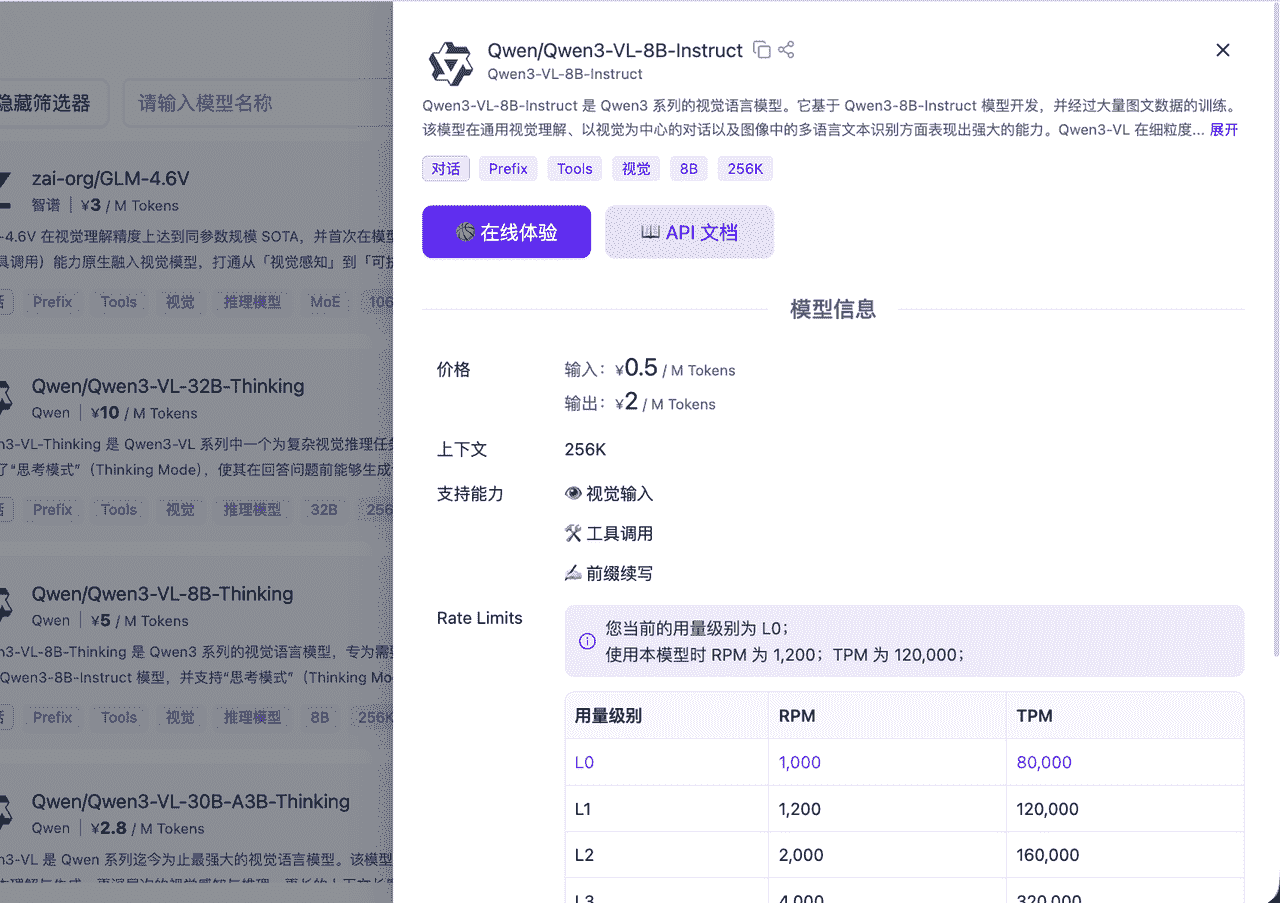 隐藏筛选器
请输入模型名称
zai-org/GLM-4.6V
智谱 | ¥3 / M Tokens
-4.6V 在视觉理解精度上达到同参数规模 SOTA，并首次在模型
具调用）能力原生融入视觉模型，打通从「视觉感知」到「可执
Prefix Tools 视觉 推理模型 MoE 106
Qwen/Qwen3-VL-32B-Thinking
Qwen | ¥10 / M Tokens
n3-VL-Thinking 是 Qwen3-VL 系列中一个为复杂视觉推理任务
了“思考模式”（Thinking Mode），使其在回答问题前能够生成
Prefix Tools 视觉 推理模型 32B 256
Qwen/Qwen3-VL-8B-Thinking
Qwen | ¥5 / M Tokens
n3-VL-8B-Thinking 是 Qwen3 系列的视觉语言模型，专为需要
Qwen3-8B-Instruct 模型，并支持“思考模式”（Thinking Mo
Prefix Tools 视觉 推理模型 8B 256K
Qwen/Qwen3-VL-30B-A3B-Thinking
Qwen | ¥2.8 / M Tokens
n3-VL 是 Qwen 系列迄今为止最强大的视觉语言模型。该模型
Qwen/Qwen3-VL-8B-Instruct
Qwen3-VL-8B-Instruct
Qwen3-VL-8B-Instruct 是 Qwen3 系列的视觉语言模型。它基于 Qwen3-8B-Instruct 模型开发，并经过大量图文数据的训练。
该模型在通用视觉理解、以视觉为中心的对话以及图像中的多语言文本识别方面表现出强大的能力。Qwen3-VL 在细粒度... 展开
对话 Prefix Tools 视觉 8B 256K
在线体验 API 文档
模型信息
价格 输入：¥0.5 / M Tokens
输出：¥2 / M Tokens
上下文 256K
支持能力 视觉输入
工具调用
前缀续写
Rate Limits 您当前的用量级别为 L0；
使用本模型时 RPM 为 1,200；TPM 为 120,000；
用量级别 RPM TPM
L0 1,000 80,000
L1 1,200 120,000
L2 2,000 160,000
L3 4,000 320,000